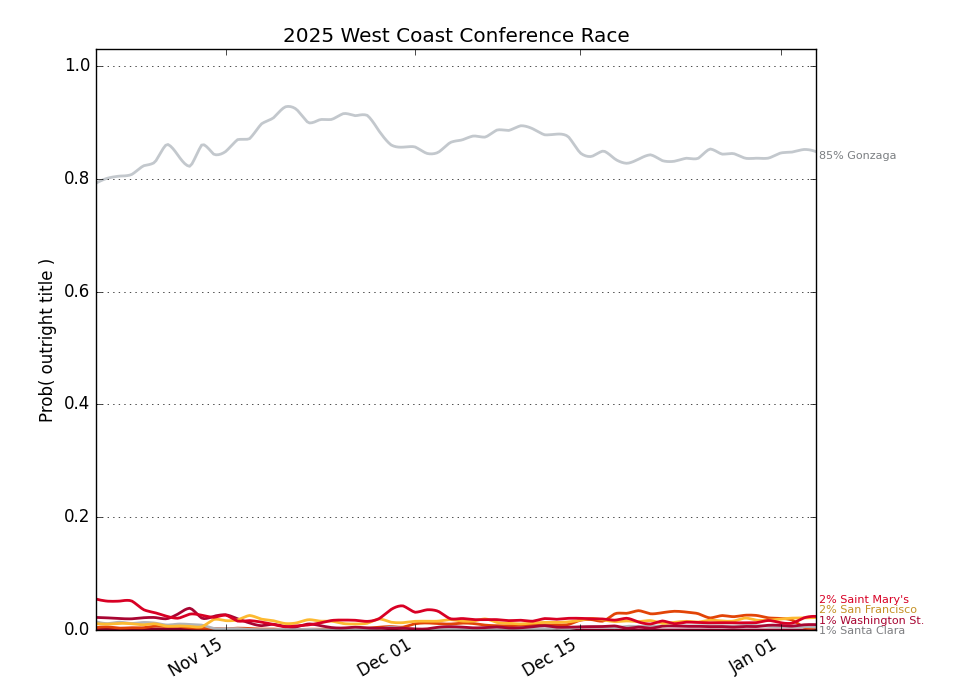 2025 West Coast Conference Race
Prob( outright title )
1.0
0.8
0.6
0.4
0.2
0.0
85% Gonzaga
2% Saint Mary's
2% San Francisco
1% Washington St.
1% Santa Clara
Nov 15
Dec 01
Dec 15
Jan 01